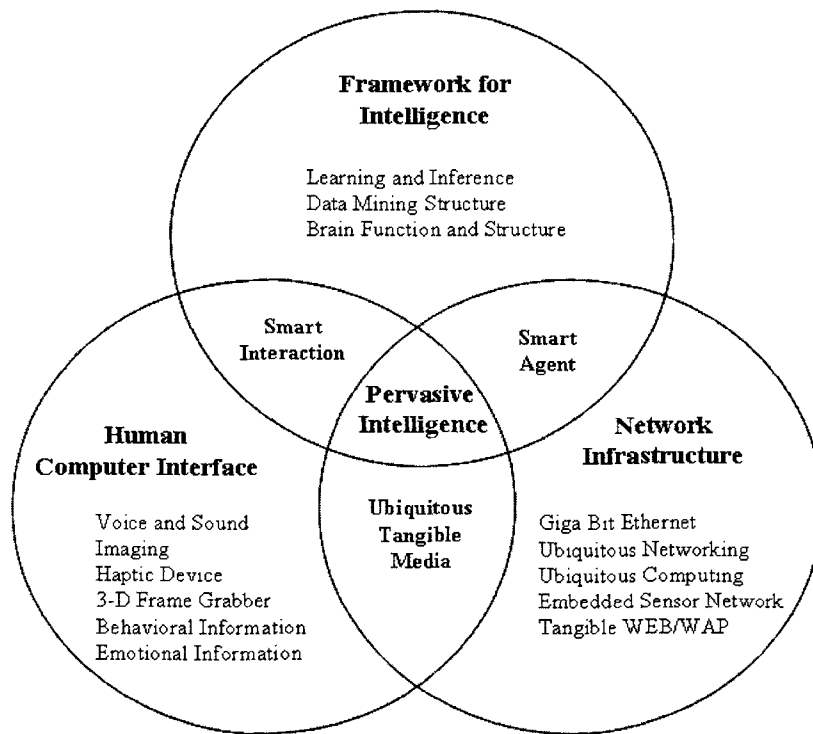 Framework for
Intelligence
Learning and Inference
Data Mining Structure
Brain Function and Structure
Smart
Interaction
Smart
Agent
Pervasive
Intelligence
Human
Computer Interface
Voice and Sound
Imaging
Haptic Device
3-D Frame Grabber
Behavioral Information
Emotional Information
Ubiquitous
Tangible
Media
Network
Infrastructure
Giga Bit Ethernet
Ubiquitous Networking
Ubiquitous Computing
Embedded Sensor Network
Tangible WEB/WAP